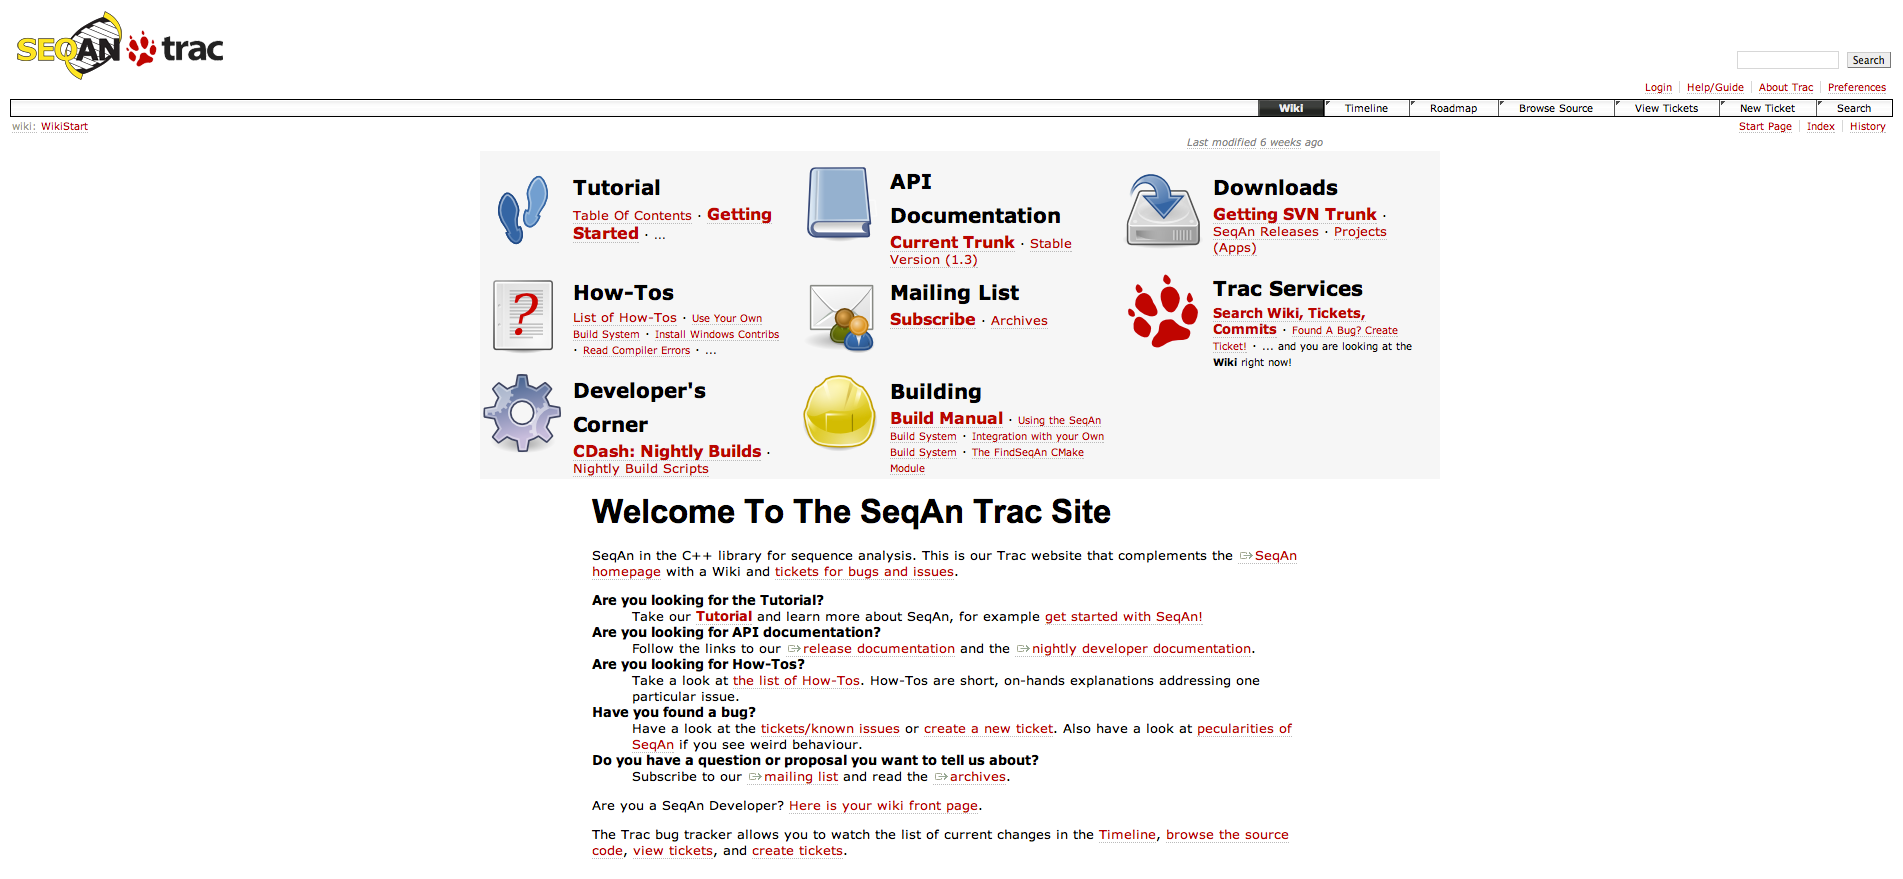 SEQAN trac
Search
Login Help/Guide About Trac Preferences
Wiki Timeline Roadmap Browse Source View Tickets New Ticket Search
wiki: WikiStart
Start Page Index History
Last modified 6 weeks ago
Tutorial
Table Of Contents · Getting
Started · ...
API
Documentation
Current Trunk · Stable
Version (1.3)
Downloads
Getting SVN Trunk ·
SeqAn Releases · Projects
(Apps)
?
How-Tos
List of How-Tos · Use Your Own
Build System · Install Windows Contribs
· Read Compiler Errors · ...
Mailing List
Subscribe · Archives
Trac Services
Search Wiki, Tickets,
Commits · Found A Bug? Create
Ticket! · ... and you are looking at the
Wiki right now!
Developer's
Corner
CDash: Nightly Builds ·
Nightly Build Scripts
Building
Build Manual · Using the SeqAn
Build System · Integration with your Own
Build System · The FindSeqAn CMake
Module
Welcome To The SeqAn Trac Site
SeqAn in the C++ library for sequence analysis. This is our Trac website that complements the SeqAn
homepage with a Wiki and tickets for bugs and issues.
Are you looking for the Tutorial?
Take our Tutorial and learn more about SeqAn, for example get started with SeqAn!
Are you looking for API documentation?
Follow the links to our release documentation and the nightly developer documentation.
Are you looking for How-Tos?
Take a look at the list of How-Tos. How-Tos are short, on-hands explanations addressing one
particular issue.
Have you found a bug?
Have a look at the tickets/known issues or create a new ticket. Also have a look at pecularities of
SeqAn if you see weird behaviour.
Do you have a question or proposal you want to tell us about?
Subscribe to our mailing list and read the archives.
Are you a SeqAn Developer? Here is your wiki front page.
The Trac bug tracker allows you to watch the list of current changes in the Timeline, browse the source
code, view tickets, and create tickets.